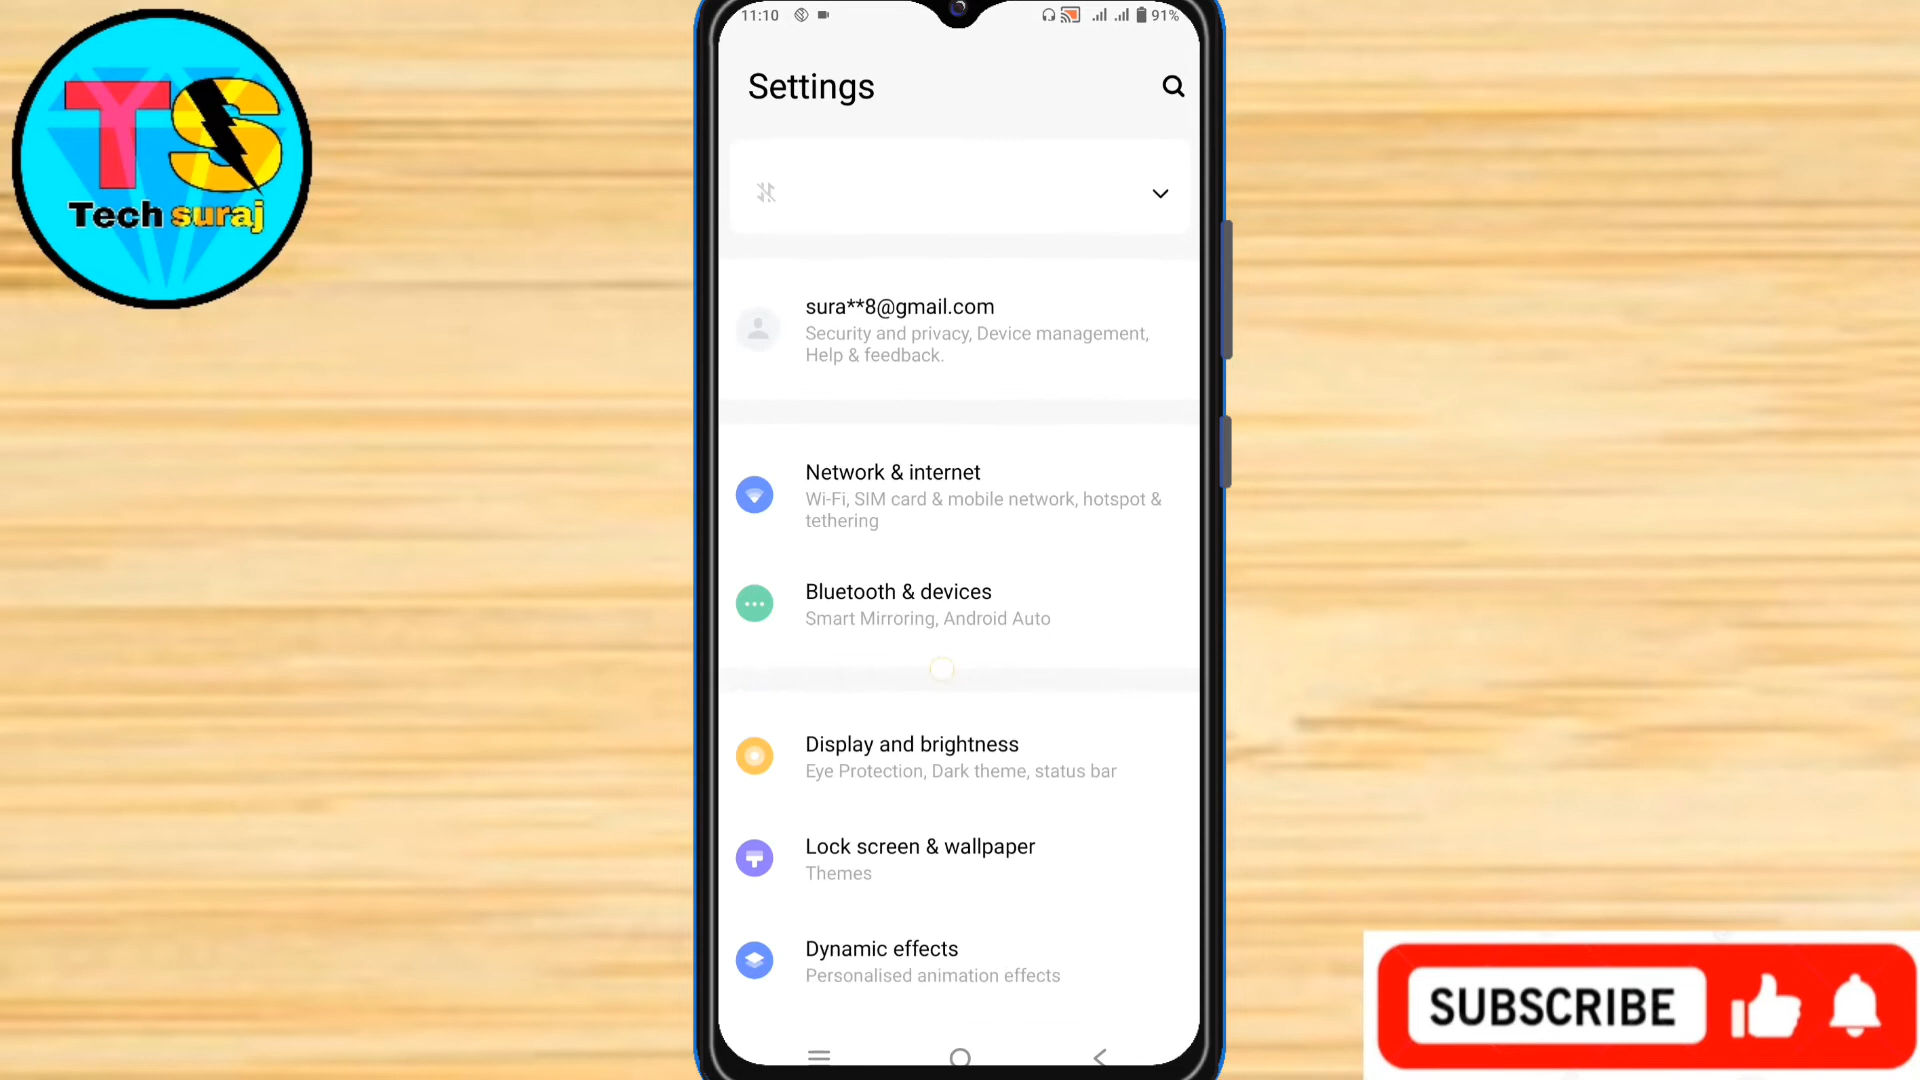 TS
Tech suraj
11:10
91%
Settings
sura**8@gmail.com
Security and privacy, Device management,
Help & feedback.
Network & internet
Wi-Fi, SIM card & mobile network, hotspot &
tethering
Bluetooth & devices
Smart Mirroring, Android Auto
Display and brightness
Eye Protection, Dark theme, status bar
Lock screen & wallpaper
Themes
Dynamic effects
Personalised animation effects
SUBSCRIBE